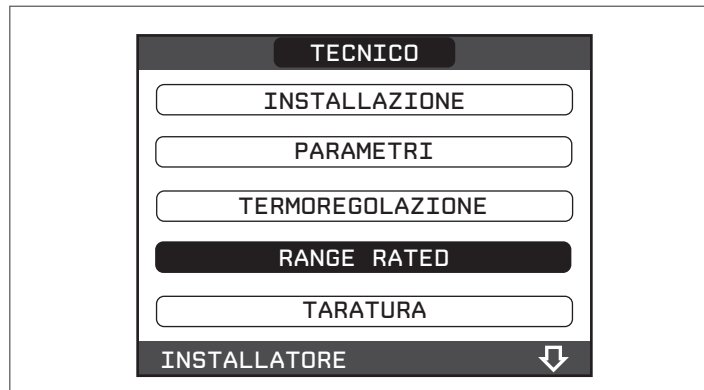 TECNICO
INSTALLAZIONE
PARAMETRI
TERMOREGOLAZIONE
RANGE RATED
TARATURA
INSTALLATORE